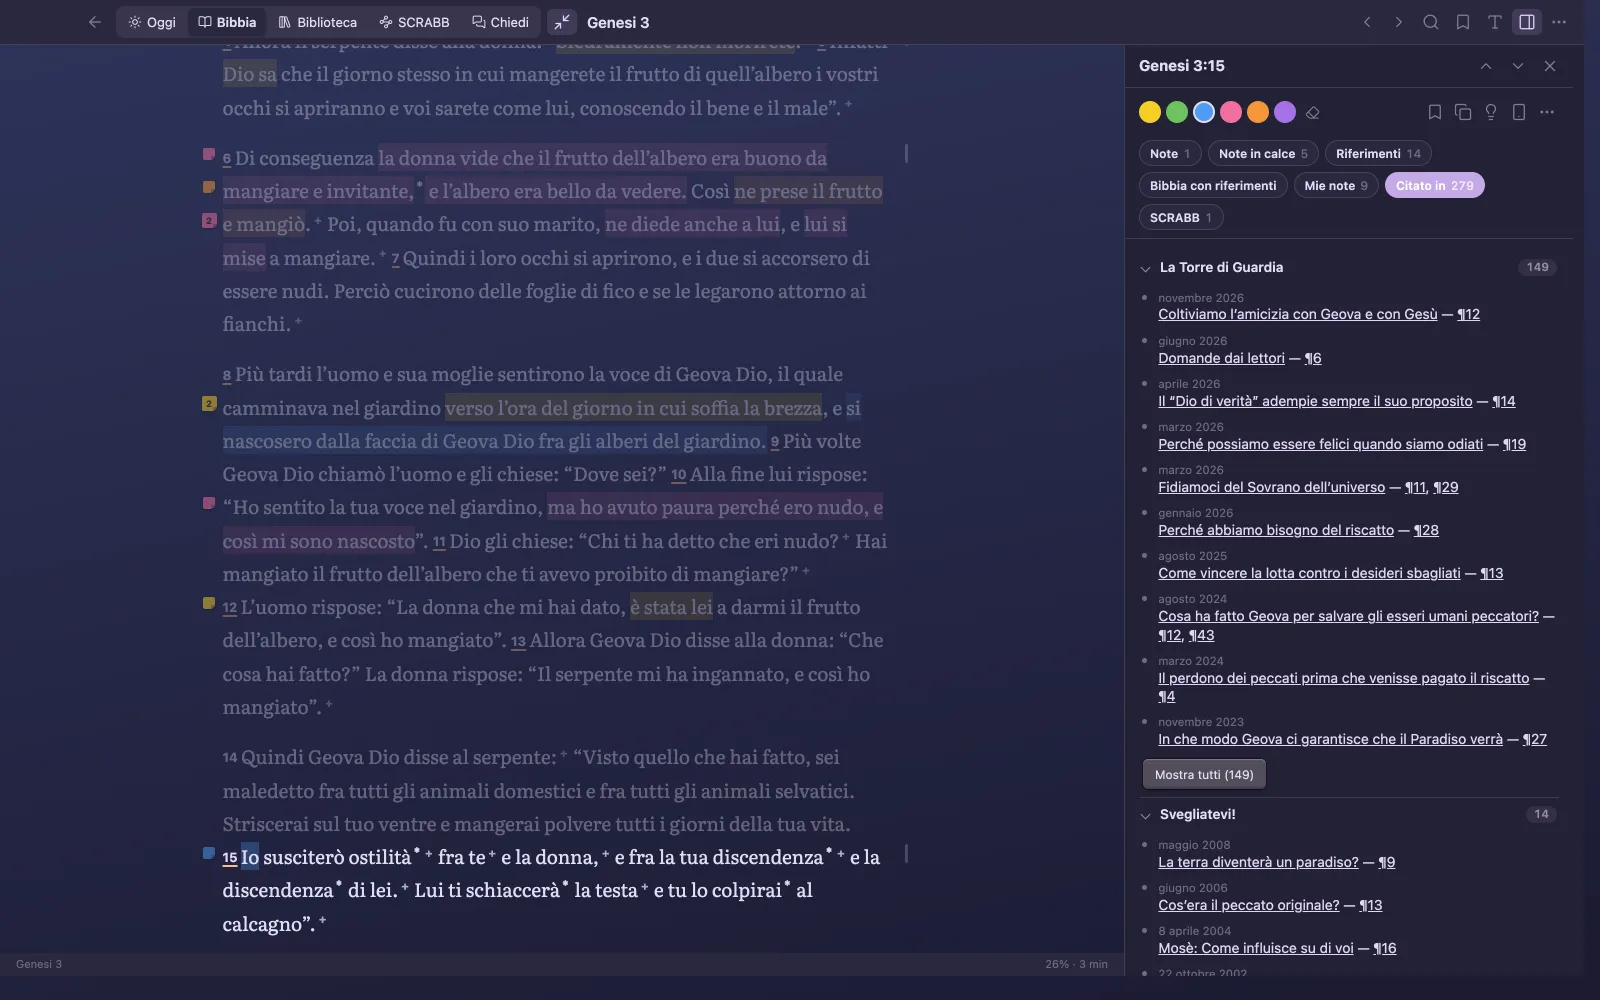 Oggi
Bibbia
Biblioteca
SCRABB
Chiedi
Genesi 3
4 Allora il serpente disse alla donna: “Sicuramente non morirete. + 5 Infatti
Dio sa che il giorno stesso in cui mangerete il frutto di quell’albero i vostri
occhi si apriranno e voi sarete come lui, conoscendo il bene e il male”. +
6 Di conseguenza la donna vide che il frutto dell’albero era buono da
mangiare e invitante,* e l’albero era bello da vedere. Così ne prese il frutto
2 e mangiò. + Poi, quando fu con suo marito, ne diede anche a lui, e lui si
mise a mangiare. + 7 Quindi i loro occhi si aprirono, e i due si accorsero di
essere nudi. Perciò cucirono delle foglie di fico e se le legarono attorno ai
fianchi. +
8 Più tardi l’uomo e sua moglie sentirono la voce di Geova Dio, il quale
2 camminava nel giardino verso l’ora del giorno in cui soffia la brezza, e si
nascosero dalla faccia di Geova Dio fra gli alberi del giardino. 9 Più volte
Geova Dio chiamò l’uomo e gli chiese: “Dove sei?” 10 Alla fine lui rispose:
“Ho sentito la tua voce nel giardino, ma ho avuto paura perché ero nudo, e
così mi sono nascosto”. 11 Dio gli chiese: “Chi ti ha detto che eri nudo? + Hai
mangiato il frutto dell’albero che ti avevo proibito di mangiare?” +
12 L’uomo rispose: “La donna che mi hai dato, è stata lei a darmi il frutto
dell’albero, e così ho mangiato”. 13 Allora Geova Dio disse alla donna: “Che
cosa hai fatto?” La donna rispose: “Il serpente mi ha ingannato, e così ho
mangiato”. +
14 Quindi Geova Dio disse al serpente: + “Visto quello che hai fatto, sei
maledetto fra tutti gli animali domestici e fra tutti gli animali selvatici.
Striscerai sul tuo ventre e mangerai polvere tutti i giorni della tua vita.
15 Io susciterò ostilità* + fra te + e la donna, + e fra la tua discendenza* + e la
discendenza* di lei. + Lui ti schiaccerà* la testa + e tu lo colpirai* al
calcagno”. +
Genesi 3
26% · 3 min
Genesi 3:15
Note 1
Note in calce 5
Riferimenti 14
Bibbia con riferimenti
Mie note 9
Citato in 279
SCRABB 1
La Torre di Guardia 149
novembre 2026
Coltiviamo l’amicizia con Geova e con Gesù — ¶12
giugno 2026
Domande dai lettori — ¶6
aprile 2026
Il “Dio di verità” adempie sempre il suo proposito — ¶14
marzo 2026
Perché possiamo essere felici quando siamo odiati — ¶19
marzo 2026
Fidiamoci del Sovrano dell’universo — ¶11, ¶29
gennaio 2026
Perché abbiamo bisogno del riscatto — ¶28
agosto 2025
Come vincere la lotta contro i desideri sbagliati — ¶13
agosto 2024
Cosa ha fatto Geova per salvare gli esseri umani peccatori? —
¶12, ¶43
marzo 2024
Il perdono dei peccati prima che venisse pagato il riscatto —
¶4
novembre 2023
In che modo Geova ci garantisce che il Paradiso verrà — ¶27
Mostra tutti (149)
Svegliatevi! 14
maggio 2008
La terra diventerà un paradiso? — ¶9
giugno 2006
Cos’era il peccato originale? — ¶13
8 aprile 2004
Mosè: Come influisce su di voi — ¶16
22 ottobre 2002